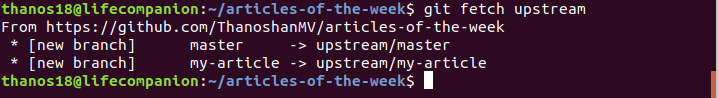 thanos18@lifecompanion:~/articles-of-the-week$ git fetch upstream
From https://github.com/ThanoshanMV/articles-of-the-week
 * [new branch]      master     -> upstream/master
 * [new branch]      my-article -> upstream/my-article
thanos18@lifecompanion:~/articles-of-the-week$